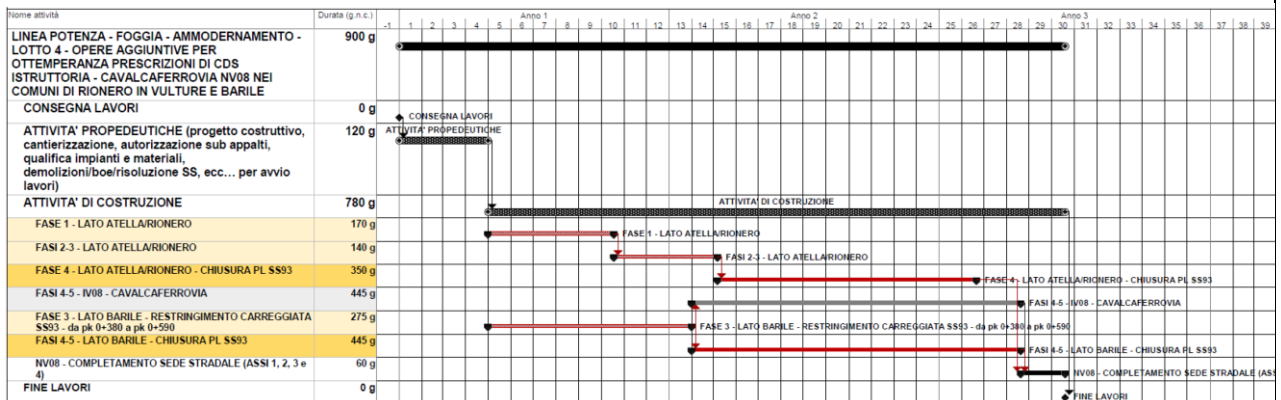 Nome attività Durata (g.n.c.) Anno 1 Anno 2 Anno 3
-1 1 2 3 4 5 6 7 8 9 10 11 12 13 14 15 16 17 18 19 20 21 22 23 24 25 26 27 28 29 30 31 32 33 34 35 36 37 38 39
LINEA POTENZA - FOGGIA - AMMODERNAMENTO - 900 g
LOTTO 4 - OPERE AGGIUNTIVE PER
OTTEMPERANZA PRESCRIZIONI DI CDS
ISTRUTTORIA - CAVALCAFERROVIA NV08 NEI
COMUNI DI RIONERO IN VULTURE E BARILE
CONSEGNA LAVORI 0 g CONSEGNA LAVORI
ATTIVITA' PROPEDEUTICHE (progetto costruttivo, 120 g ATTIVITA' PROPEDEUTICHE
cantierizzazione, autorizzazione sub appalti,
qualifica impianti e materiali,
demolizioni/boe/risoluzione SS, ecc... per avvio
lavori)
ATTIVITA' DI COSTRUZIONE 780 g ATTIVITA' DI COSTRUZIONE
FASE 1 - LATO ATELLA/RIONERO 170 g FASE 1 - LATO ATELLA/RIONERO
FASI 2-3 - LATO ATELLA/RIONERO 140 g FASI 2-3 - LATO ATELLA/RIONERO
FASE 4 - LATO ATELLA/RIONERO - CHIUSURA PL SS93 350 g FASE 4 - LATO ATELLA/RIONERO - CHIUSURA PL SS93
FASI 4-5 - IV08 - CAVALCAFERROVIA 445 g FASI 4-5 - IV08 - CAVALCAFERROVIA
FASE 3 - LATO BARILE - RESTRINGIMENTO CARREGGIATA 275 g FASE 3 - LATO BARILE - RESTRINGIMENTO CARREGGIATA SS93 - da pk 0+380 a pk 0+590
SS93 - da pk 0+380 a pk 0+590
FASI 4-5 - LATO BARILE - CHIUSURA PL SS93 445 g FASI 4-5 - LATO BARILE - CHIUSURA PL SS93
NV08 - COMPLETAMENTO SEDE STRADALE (ASSI 1, 2, 3 e 60 g NV08 - COMPLETAMENTO SEDE STRADALE (ASS
4)
FINE LAVORI 0 g FINE LAVORI